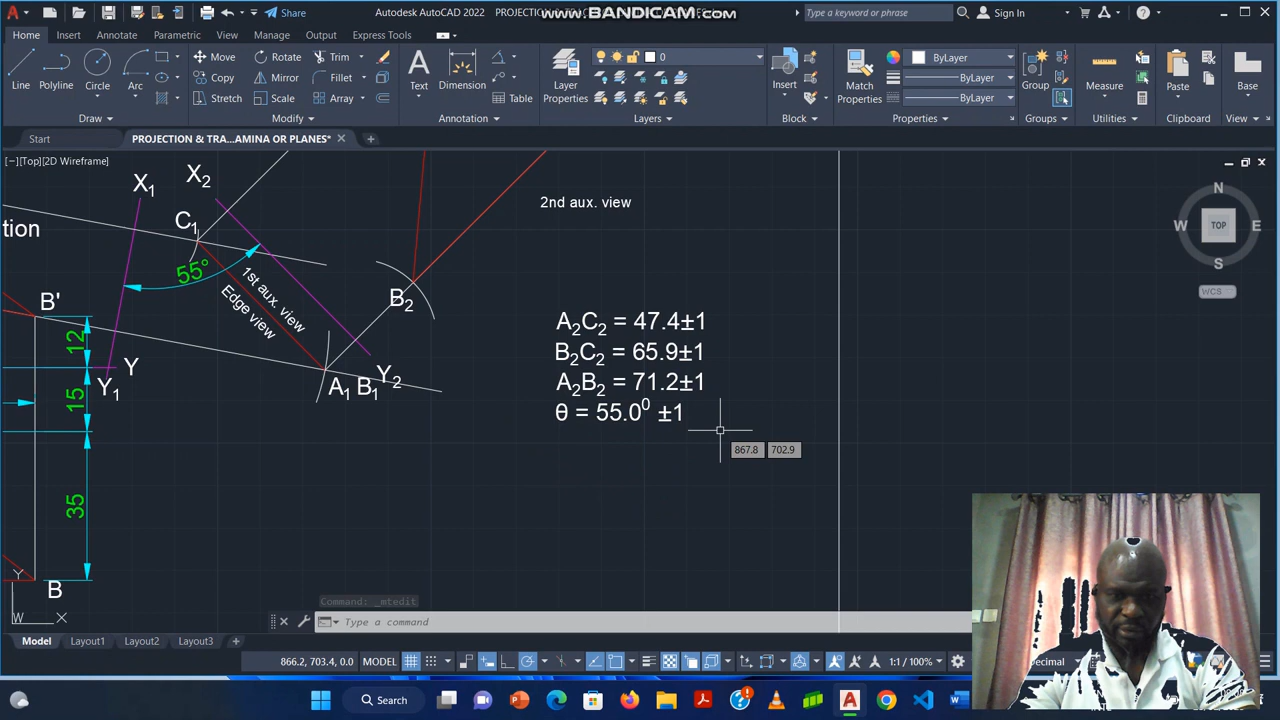 Share
Autodesk AutoCAD 2022
PROJECTION &
www.BANDICAM.com
Type a keyword or phrase
Sign In
Home
Insert
Annotate
Parametric
View
Manage
Output
Express Tools
Line
Polyline
Circle
Arc
Move
Rotate
Trim
Copy
Mirror
Fillet
Stretch
Scale
Array
Text
Dimension
Table
Layer
Properties
0
Insert
Match
Properties
ByLayer
ByLayer
ByLayer
Group
Measure
Paste
Base
Draw
Modify
Annotation
Layers
Block
Properties
Groups
Utilities
Clipboard
View
Start
PROJECTION & TRA...AMINA OR PLANES*
[−][Top][2D Wireframe]
X₁
X₂
C₁
tion
55°
1st aux. view
Edge view
B'
12
Y
Y₁
15
A₁ B₁
Y₂
B₂
35
B
Y
W
X
2nd aux. view
A₂C₂ = 47.4±1
B₂C₂ = 65.9±1
A₂B₂ = 71.2±1
θ = 55.0⁰ ±1
867.8
702.9
N
W
TOP
E
S
WCS
Command: _mtedit
Type a command
Model
Layout1
Layout2
Layout3
866.2, 703.4, 0.0
MODEL
1:1 / 100%
Decimal
Search